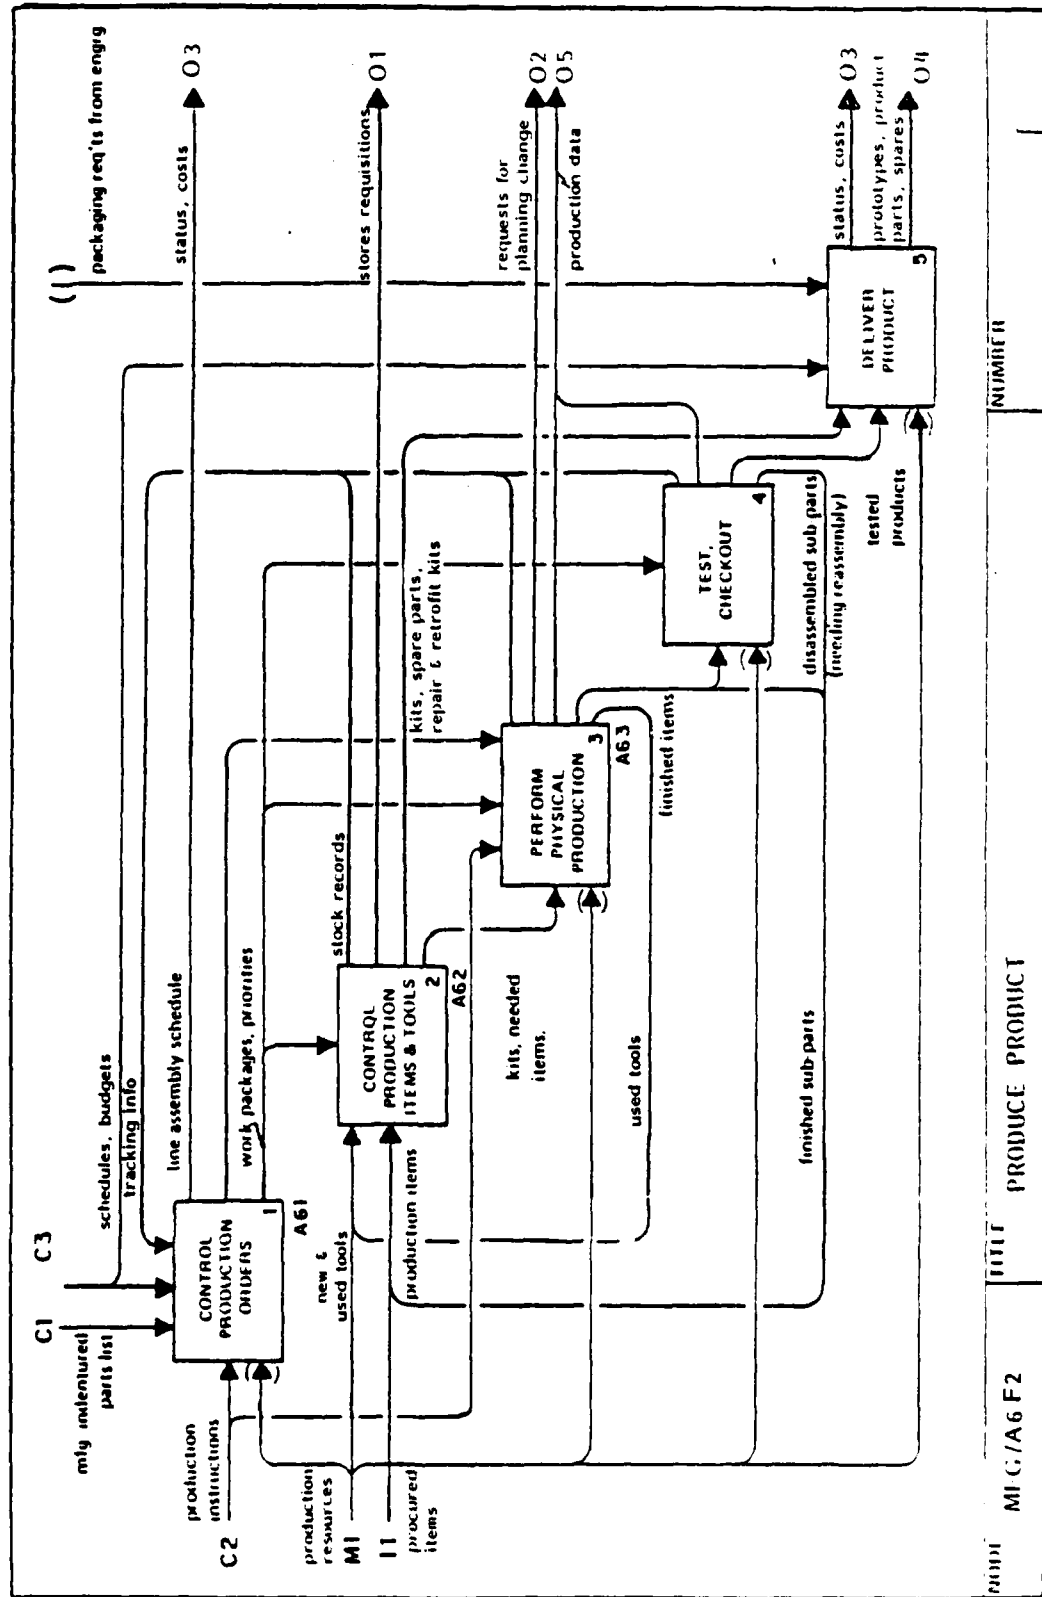 C1
C3
mfg indentured
parts list
schedules, budgets
tracking info
packaging req'ts from engrg
( )
C2
production
instructions
CONTROL
PRODUCTION
ORDERS
1
A61
line assembly schedule
work packages, priorities
status, costs
O3
production
resources
M1
I1
procured
items
new &
used tools
production items
CONTROL
PRODUCTION
ITEMS & TOOLS
2
A62
stock records
stores requisitions
O1
kits, spare parts,
repair & retrofit kits
kits, needed
items.
PERFORM
PHYSICAL
PRODUCTION
3
A63
requests for
planning change
O2
production data
O5
used tools
finished items
TEST,
CHECKOUT
4
disassembled sub parts
(needing reassembly)
finished sub parts
tested
products
DELIVER
PRODUCT
5
status, costs
O3
prototypes, product
parts, spares
O4
NODE
MFG/A6 F2
TITLE
PRODUCE PRODUCT
NUMBER